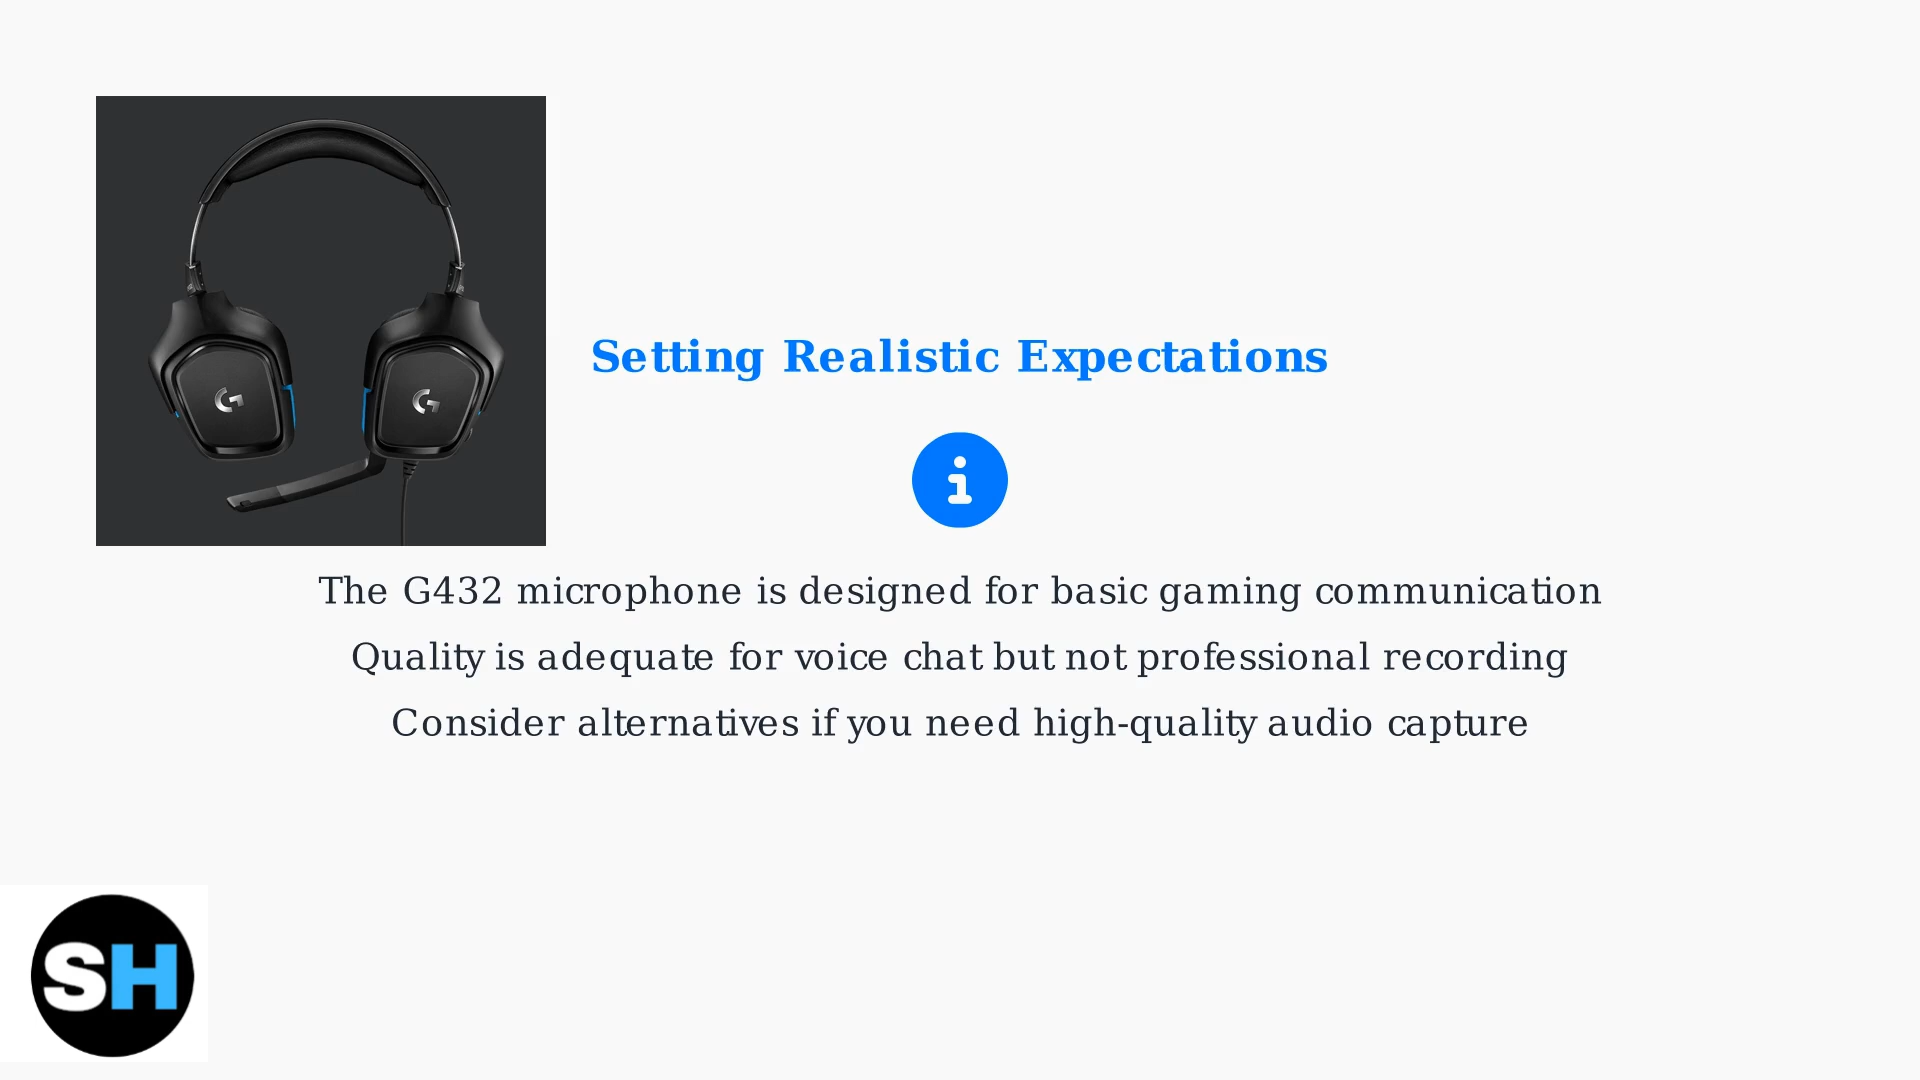 Setting Realistic Expectations
The G432 microphone is designed for basic gaming communication
Quality is adequate for voice chat but not professional recording
Consider alternatives if you need high-quality audio capture
SH